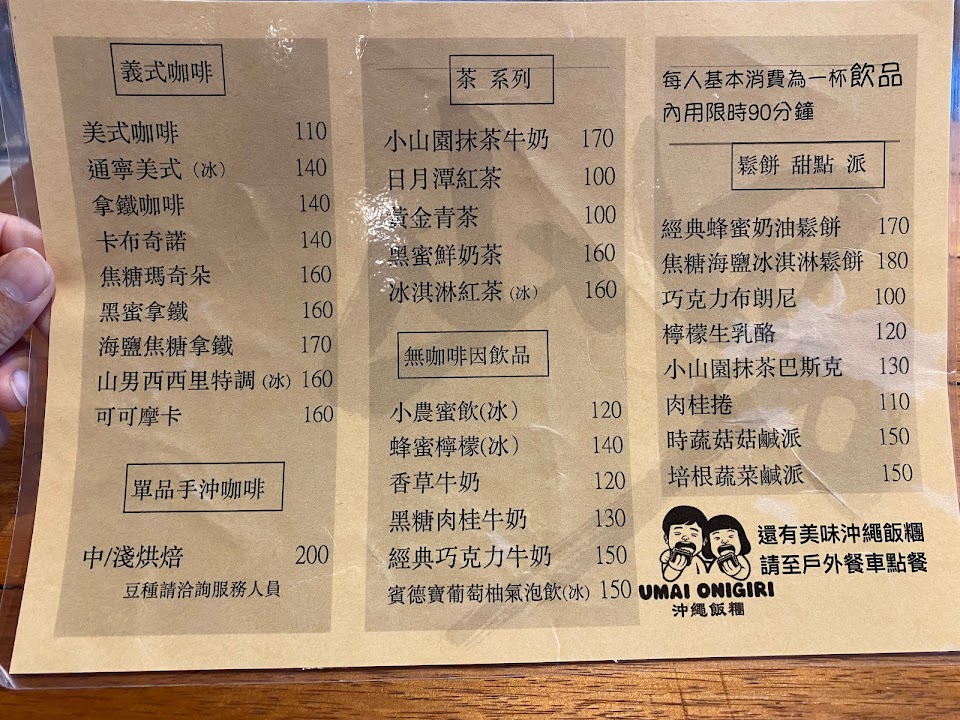 義式咖啡
美式咖啡 110
通寧美式（冰） 140
拿鐵咖啡 140
卡布奇諾 140
焦糖瑪奇朵 160
黑蜜拿鐵 160
海鹽焦糖拿鐵 170
山男西西里特調(冰) 160
可可摩卡 160
單品手沖咖啡
中/淺烘焙 200
豆種請洽詢服務人員
茶 系列
小山園抹茶牛奶 170
日月潭紅茶 100
黃金青茶 100
黑蜜鮮奶茶 160
冰淇淋紅茶(冰) 160
無咖啡因飲品
小農蜜飲(冰） 120
蜂蜜檸檬(冰） 140
香草牛奶 120
黑糖肉桂牛奶 130
經典巧克力牛奶 150
賓德寶葡萄柚氣泡飲(冰) 150
每人基本消費為一杯飲品
內用限時90分鐘
鬆餅 甜點 派
經典蜂蜜奶油鬆餅 170
焦糖海鹽冰淇淋鬆餅 180
巧克力布朗尼 100
檸檬生乳酪 120
小山園抹茶巴斯克 130
肉桂捲 110
時蔬菇菇鹹派 150
培根蔬菜鹹派 150
還有美味沖繩飯糰
請至戶外餐車點餐
UMAI ONIGIRI
沖繩飯糰